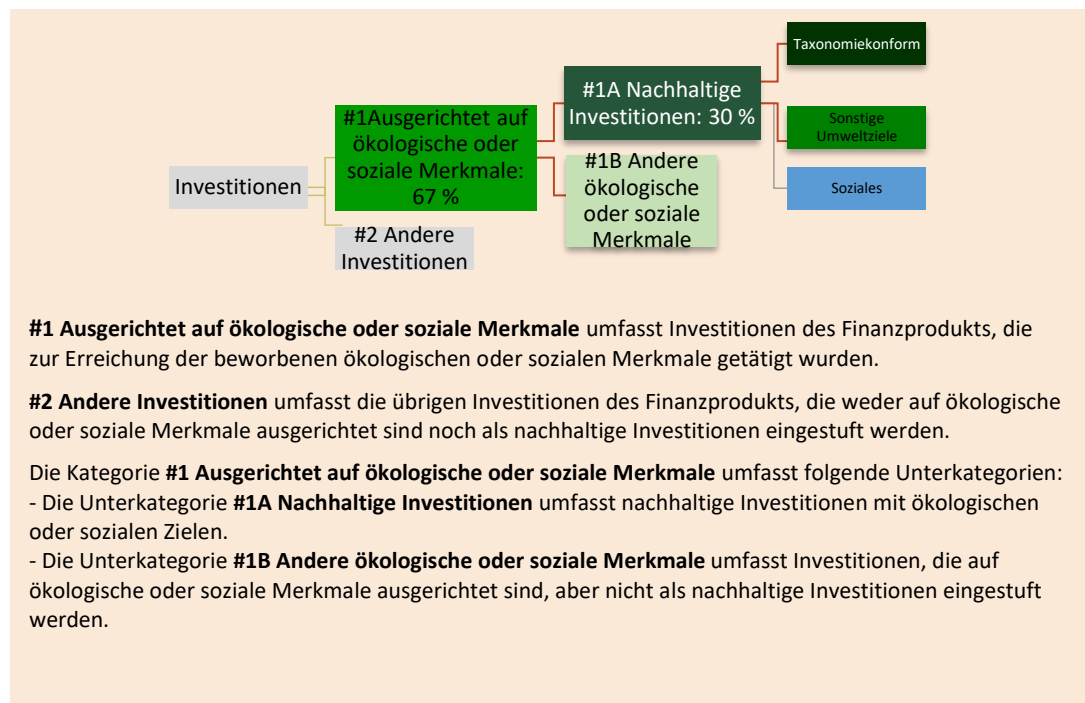 Taxonomiekonform
#1A Nachhaltige
Investitionen: 30 %
#1Ausgerichtet auf
ökologische oder
soziale Merkmale:
67 %
Sonstige
Umweltziele
#1B Andere
ökologische
oder soziale
Merkmale
Investitionen
Soziales
#2 Andere
Investitionen
#1 Ausgerichtet auf ökologische oder soziale Merkmale umfasst Investitionen des Finanzprodukts, die
zur Erreichung der beworbenen ökologischen oder sozialen Merkmale getätigt wurden.
#2 Andere Investitionen umfasst die übrigen Investitionen des Finanzprodukts, die weder auf ökologische
oder soziale Merkmale ausgerichtet sind noch als nachhaltige Investitionen eingestuft werden.
Die Kategorie #1 Ausgerichtet auf ökologische oder soziale Merkmale umfasst folgende Unterkategorien:
- Die Unterkategorie #1A Nachhaltige Investitionen umfasst nachhaltige Investitionen mit ökologischen
oder sozialen Zielen.
- Die Unterkategorie #1B Andere ökologische oder soziale Merkmale umfasst Investitionen, die auf
ökologische oder soziale Merkmale ausgerichtet sind, aber nicht als nachhaltige Investitionen eingestuft
werden.